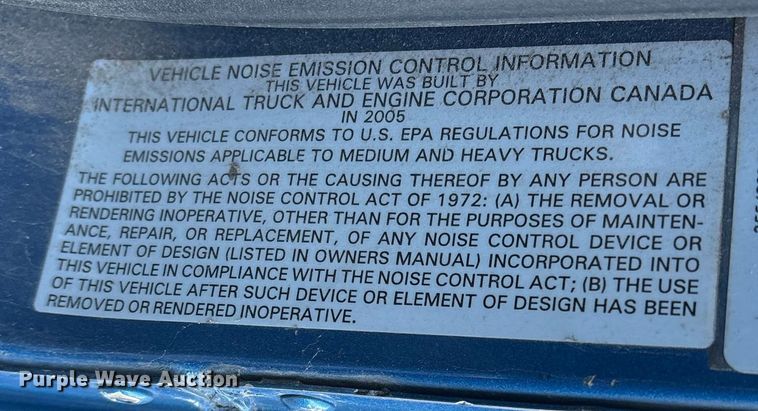 VEHICLE NOISE EMISSION CONTROL INFORMATION
THIS VEHICLE WAS BUILT BY
INTERNATIONAL TRUCK AND ENGINE CORPORATION CANADA
IN 2005
THIS VEHICLE CONFORMS TO U.S. EPA REGULATIONS FOR NOISE
EMISSIONS APPLICABLE TO MEDIUM AND HEAVY TRUCKS.
THE FOLLOWING ACTS OR THE CAUSING THEREOF BY ANY PERSON ARE
PROHIBITED BY THE NOISE CONTROL ACT OF 1972: (A) THE REMOVAL OR
RENDERING INOPERATIVE, OTHER THAN FOR THE PURPOSES OF MAINTEN-
ANCE, REPAIR, OR REPLACEMENT, OF ANY NOISE CONTROL DEVICE OR
ELEMENT OF DESIGN (LISTED IN OWNERS MANUAL) INCORPORATED INTO
THIS VEHICLE IN COMPLIANCE WITH THE NOISE CONTROL ACT; (B) THE USE
OF THIS VEHICLE AFTER SUCH DEVICE OR ELEMENT OF DESIGN HAS BEEN
REMOVED OR RENDERED INOPERATIVE.
Purple Wave Auction